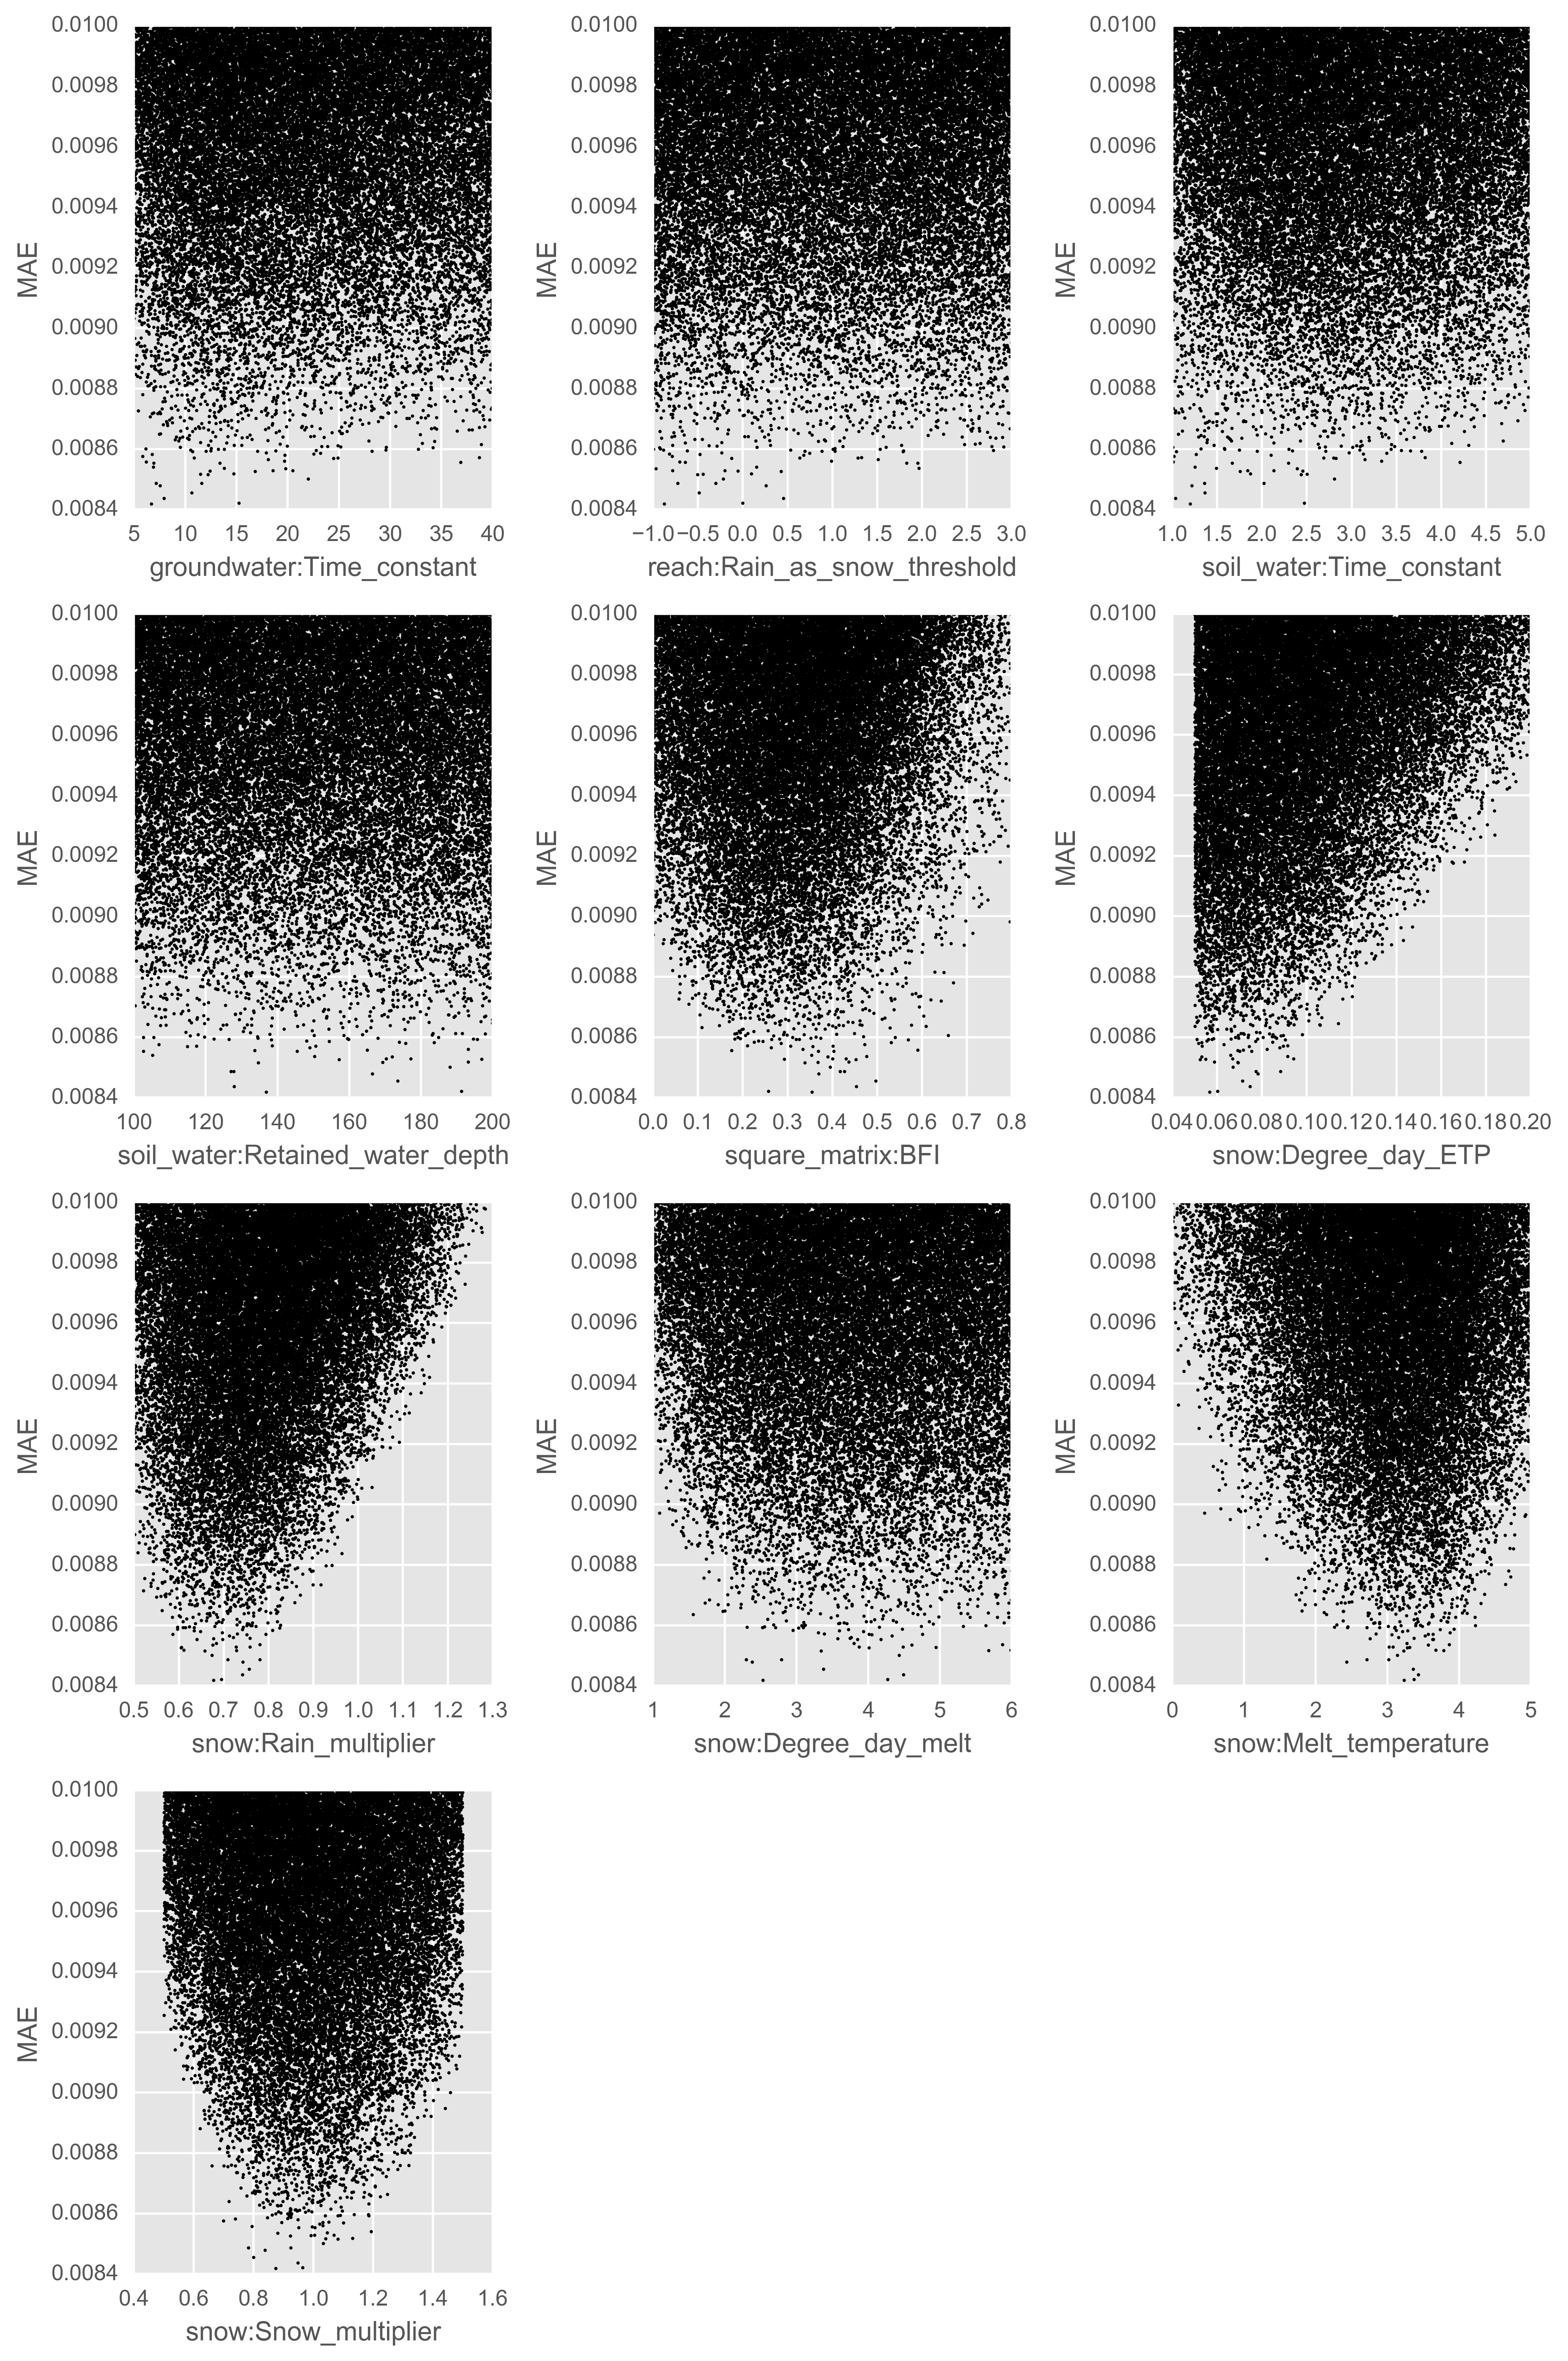 0.0100 0.0100 0.0100
0.0098 0.0098 0.0098
0.0096 0.0096 0.0096
0.0094 0.0094 0.0094
MAE MAE MAE
0.0092 0.0092 0.0092
0.0090 0.0090 0.0090
0.0088 0.0088 0.0088
0.0086 0.0086 0.0086
0.0084 0.0084 0.0084
5 10 15 20 25 30 35 40 −1.0 −0.5 0.0 0.5 1.0 1.5 2.0 2.5 3.0 1.0 1.5 2.0 2.5 3.0 3.5 4.0 4.5 5.0
groundwater:Time_constant reach:Rain_as_snow_threshold soil_water:Time_constant
0.0100 0.0100 0.0100
0.0098 0.0098 0.0098
0.0096 0.0096 0.0096
0.0094 0.0094 0.0094
MAE MAE MAE
0.0092 0.0092 0.0092
0.0090 0.0090 0.0090
0.0088 0.0088 0.0088
0.0086 0.0086 0.0086
0.0084 0.0084 0.0084
100 120 140 160 180 200 0.0 0.1 0.2 0.3 0.4 0.5 0.6 0.7 0.8 0.04 0.06 0.08 0.10 0.12 0.14 0.16 0.18 0.20
soil_water:Retained_water_depth square_matrix:BFI snow:Degree_day_ETP
0.0100 0.0100 0.0100
0.0098 0.0098 0.0098
0.0096 0.0096 0.0096
0.0094 0.0094 0.0094
MAE MAE MAE
0.0092 0.0092 0.0092
0.0090 0.0090 0.0090
0.0088 0.0088 0.0088
0.0086 0.0086 0.0086
0.0084 0.0084 0.0084
0.5 0.6 0.7 0.8 0.9 1.0 1.1 1.2 1.3 1 2 3 4 5 6 0 1 2 3 4 5
snow:Rain_multiplier snow:Degree_day_melt snow:Melt_temperature
0.0100
0.0098
0.0096
0.0094
MAE
0.0092
0.0090
0.0088
0.0086
0.0084
0.4 0.6 0.8 1.0 1.2 1.4 1.6
snow:Snow_multiplier